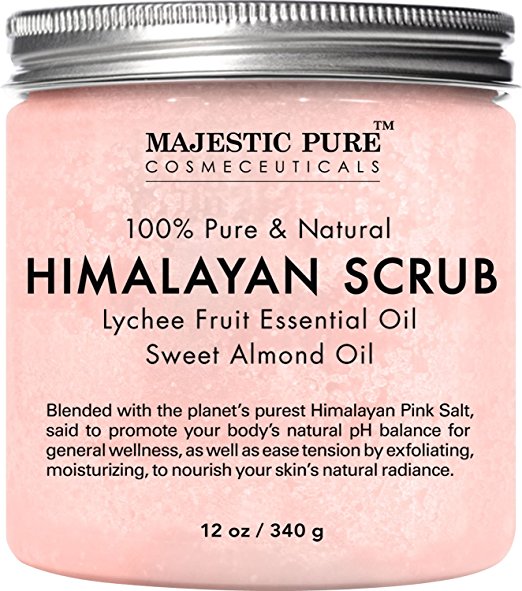 MAJESTIC PURE™
COSMECEUTICALS
100% Pure & Natural
HIMALAYAN SCRUB
Lychee Fruit Essential Oil
Sweet Almond Oil
Blended with the planet's purest Himalayan Pink Salt,
said to promote your body's natural pH balance for
general wellness, as well as ease tension by exfoliating,
moisturizing, to nourish your skin's natural radiance.
12 oz / 340 g